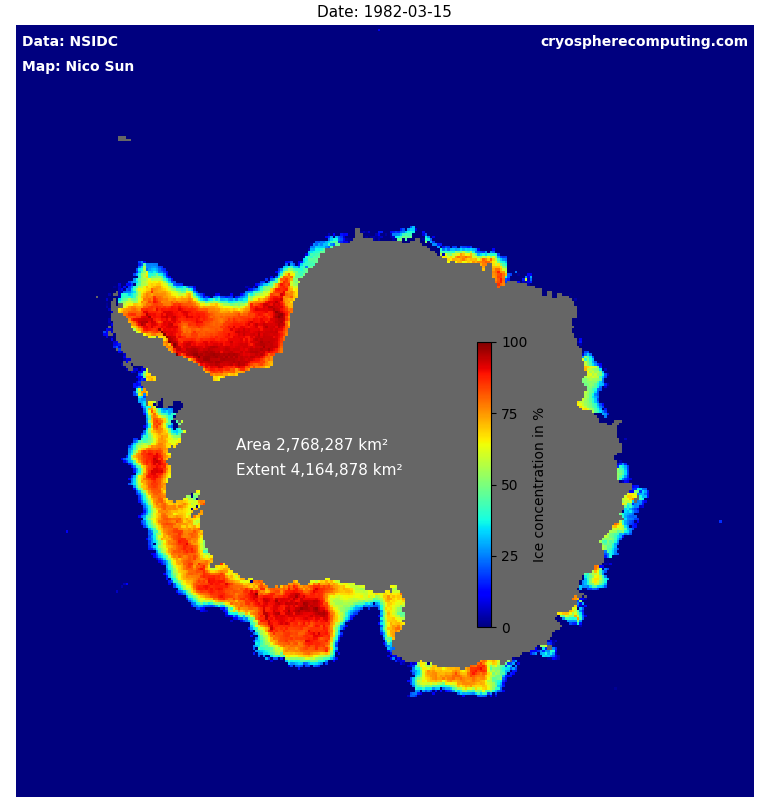 Date: 1982-03-15
Data: NSIDC
cryospherecomputing.com
Map: Nico Sun
100
75
50
25
0
Ice concentration in %
Area 2,768,287 km²
Extent 4,164,878 km²